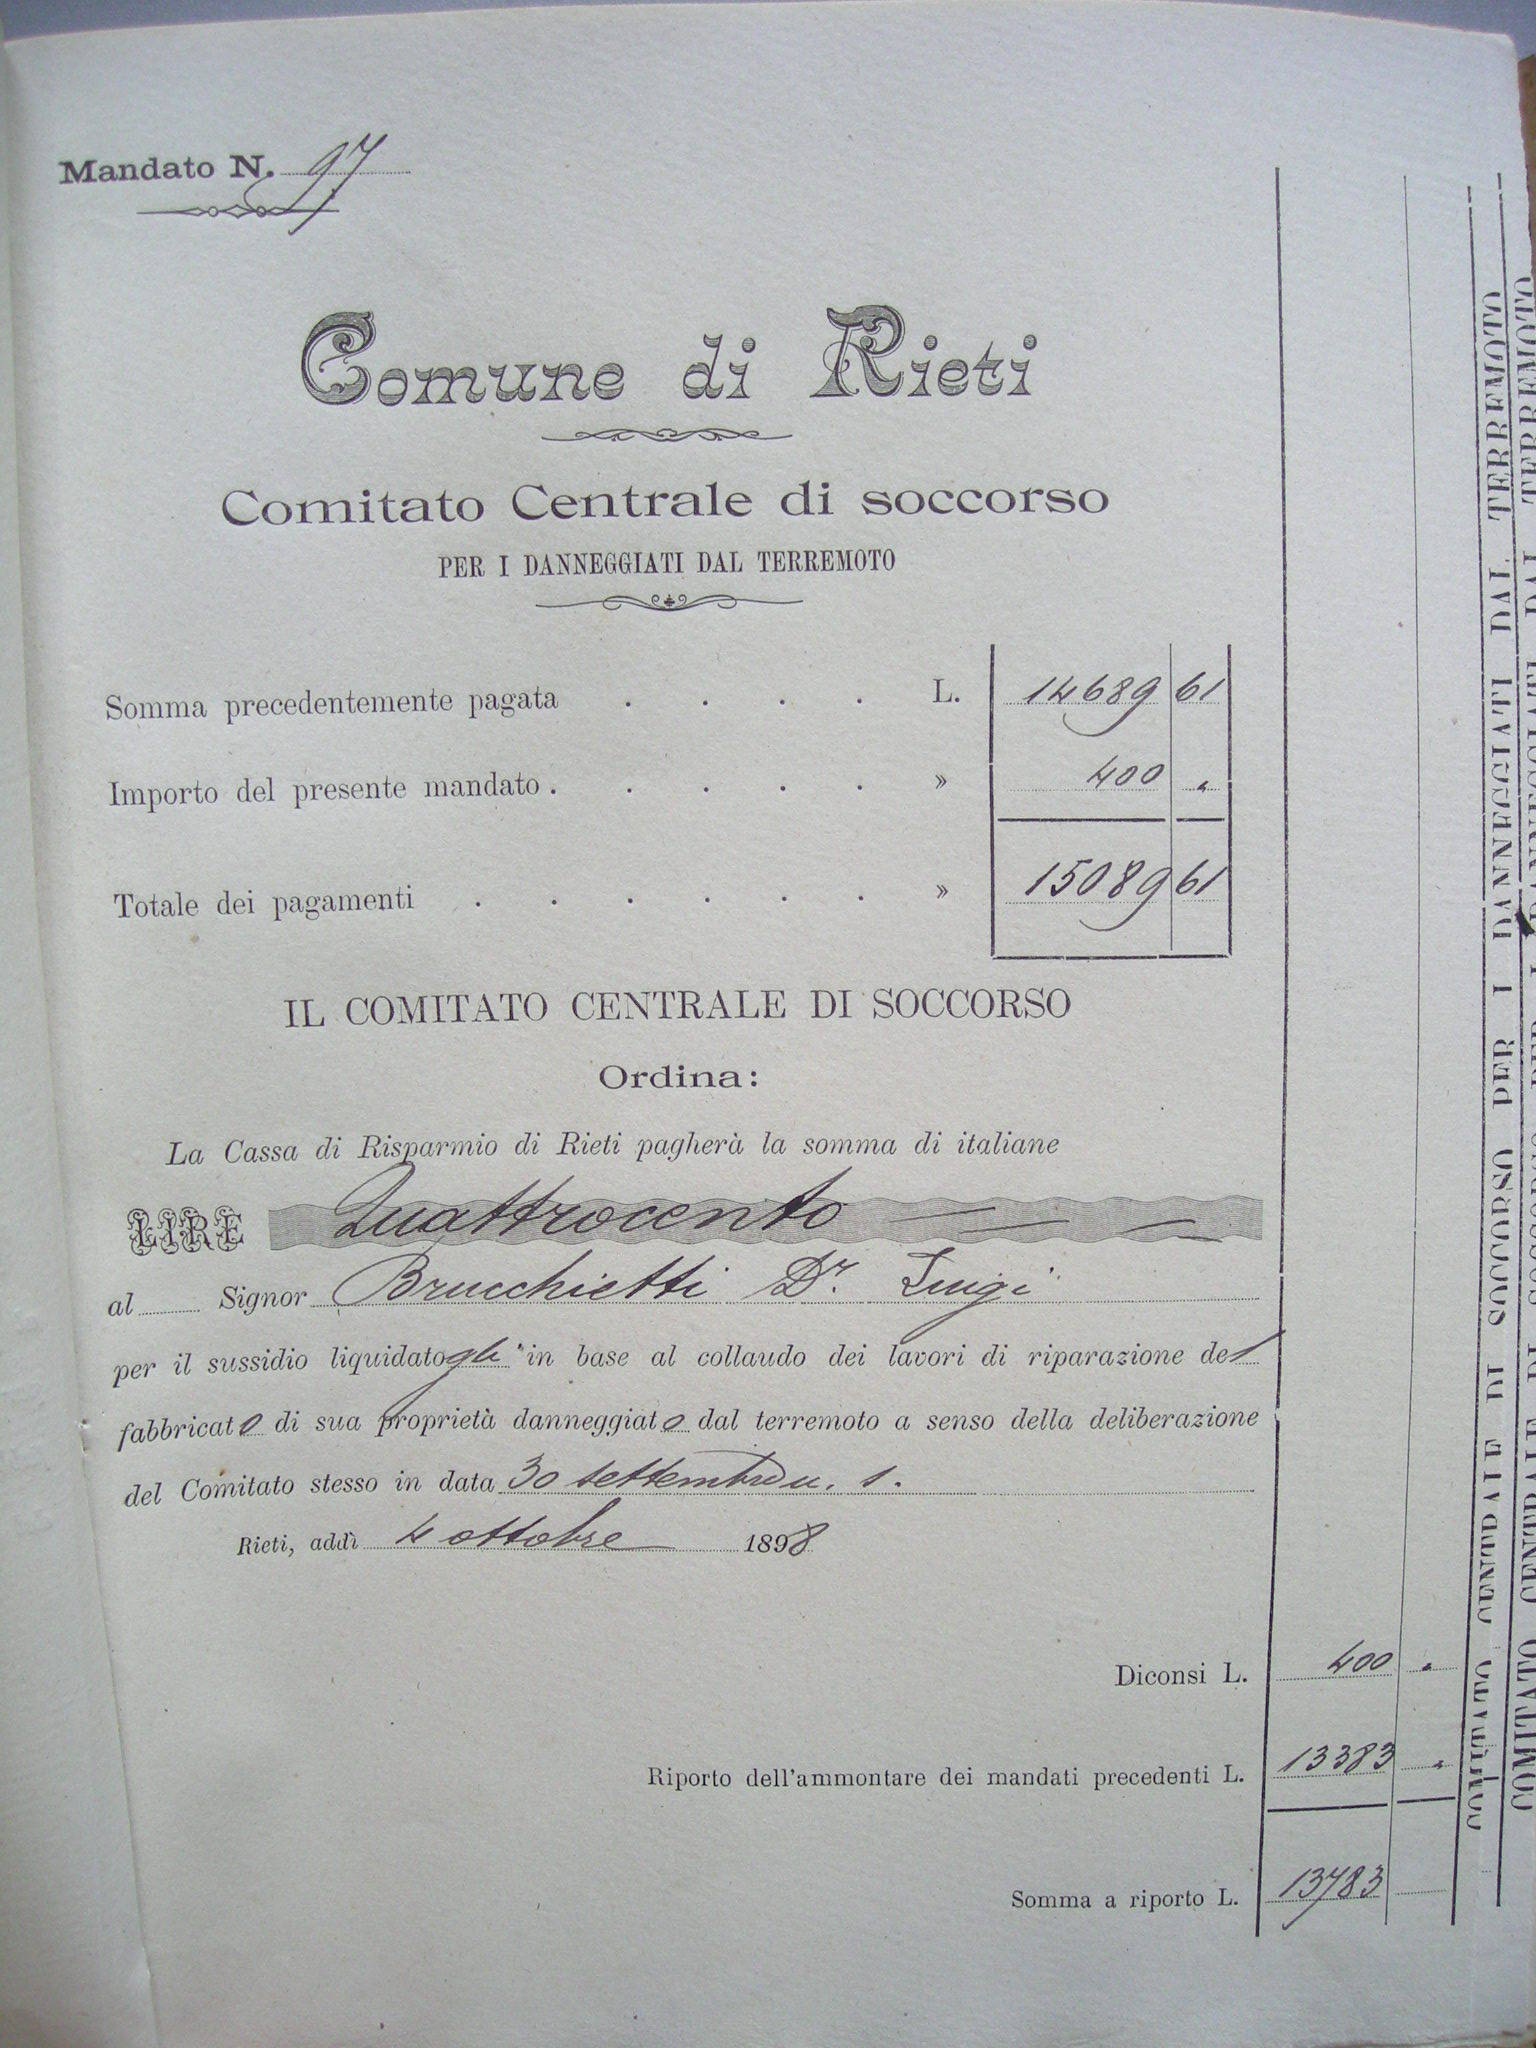 Mandato N. 97
Comune di Rieti
Comitato Centrale di soccorso
PER I DANNEGGIATI DAL TERREMOTO
Somma precedentemente pagata . . . . L. 14689 61
Importo del presente mandato . . . . . » 400 "
Totale dei pagamenti . . . . . . » 15089 61
IL COMITATO CENTRALE DI SOCCORSO
Ordina:
La Cassa di Risparmio di Rieti pagherà la somma di italiane
LIRE Quattrocento
al Signor Brucchietti Dr. Luigi
per il sussidio liquidatogli in base al collaudo dei lavori di riparazione del
fabbricato di sua proprietà danneggiato dal terremoto a senso della deliberazione
del Comitato stesso in data 30 settembre u. s.
Rieti, addì 4 ottobre 1898
Diconsi L. 400 "
Riporto dell'ammontare dei mandati precedenti L. 13383 "
Somma a riporto L. 13783
COMITATO CENTRALE DI SOCCORSO PER I DANNEGGIATI DAL TERREMOTO